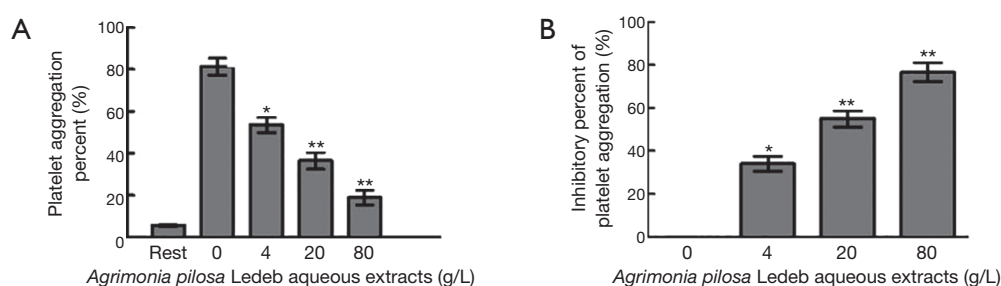 A
Platelet aggregation
percent (%)
100
80
60
40
20
0
*
**
**
Rest 0 4 20 80
Agrimonia pilosa Ledeb aqueous extracts (g/L)
B
Inhibitory percent of
platelet aggregation (%)
100
80
60
40
20
0
*
**
**
0 4 20 80
Agrimonia pilosa Ledeb aqueous extracts (g/L)